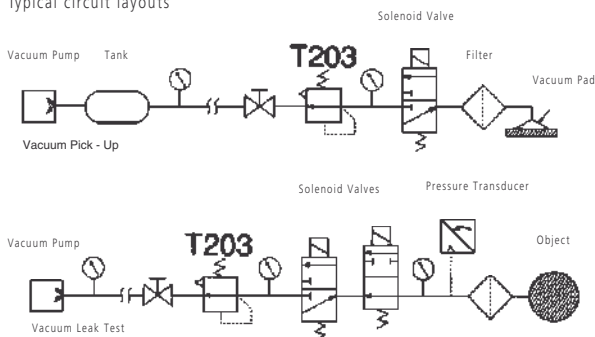 Typical circuit layouts
Solenoid Valve
Vacuum Pump Tank T203 Filter
Vacuum Pad
Vacuum Pick - Up
Solenoid Valves Pressure Transducer
Vacuum Pump T203 Object
Vacuum Leak Test